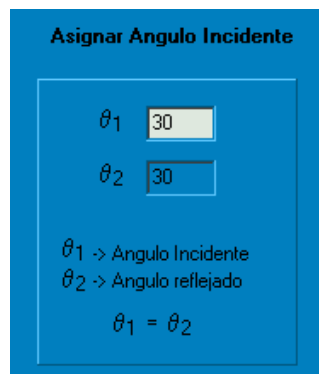 Asignar Angulo Incidente
θ1 30
θ2 30
θ1 -> Angulo Incidente
θ2 -> Angulo reflejado
θ1 = θ2